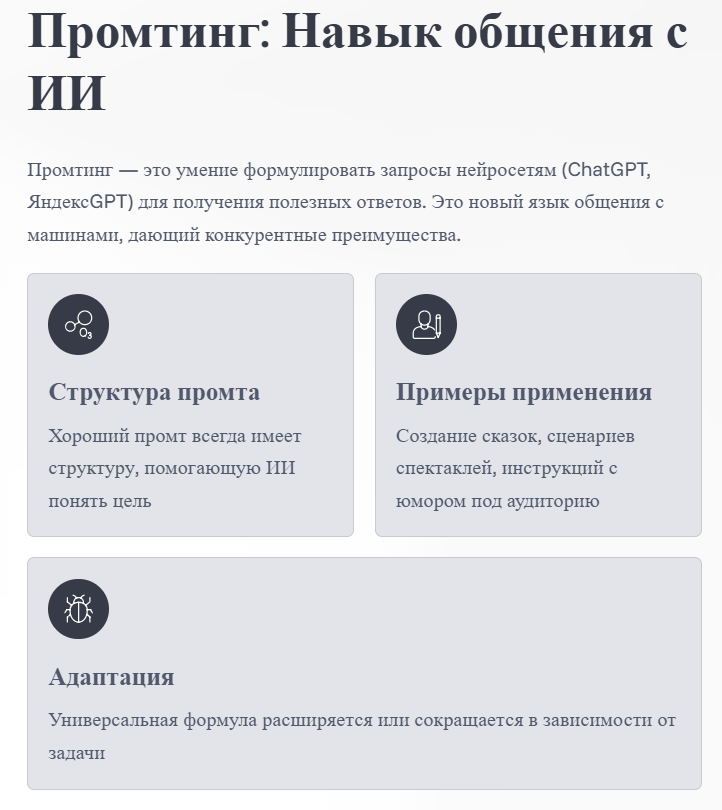 Промтинг: Навык общения с
ИИ
Промтинг — это умение формулировать запросы нейросетям (ChatGPT,
ЯндексGPT) для получения полезных ответов. Это новый язык общения с
машинами, дающий конкурентные преимущества.
O3
Структура промта
Хороший промт всегда имеет
структуру, помогающую ИИ
понять цель
Примеры применения
Создание сказок, сценариев
спектаклей, инструкций с
юмором под аудиторию
Адаптация
Универсальная формула расширяется или сокращается в зависимости от
задачи